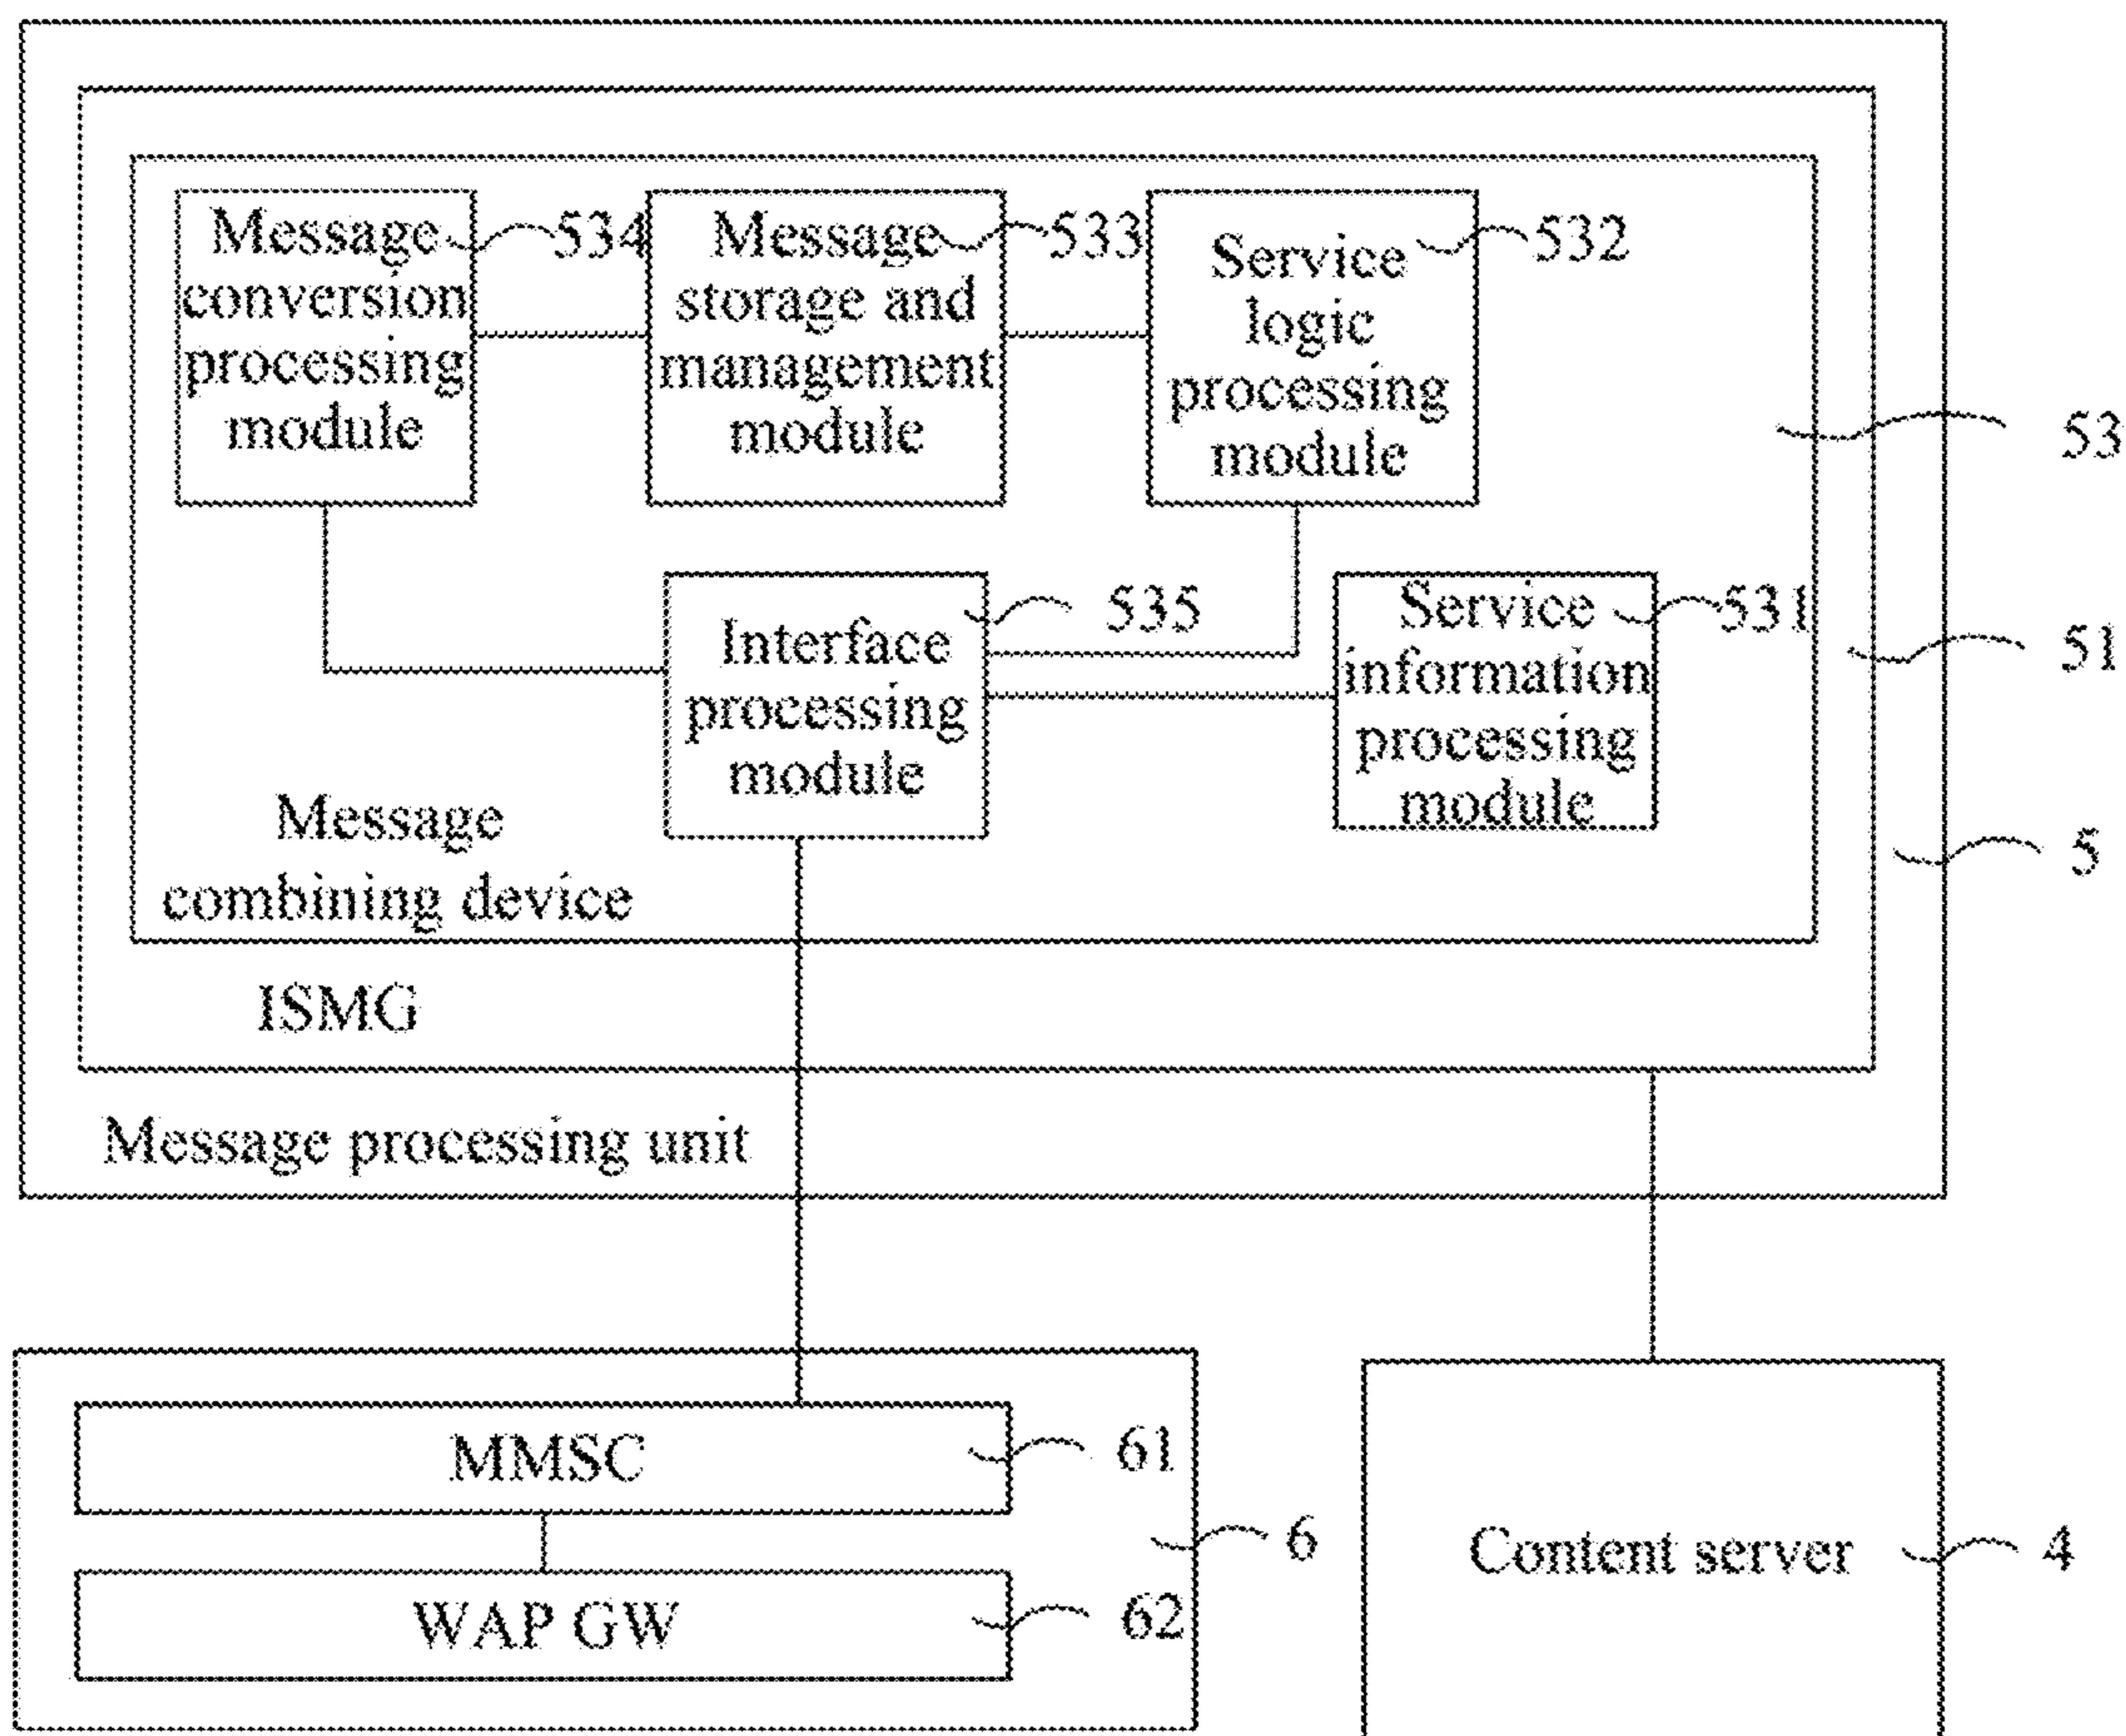 Message
conversion
processing
module
534
Message
storage and
management
module
533
Service
logic
processing
module
532
53
Interface
processing
module
535
Service
information
processing
module
531
51
Message
combining device
5
ISMG
Message processing unit
MMSC
61
6
WAP GW
62
Content server
4